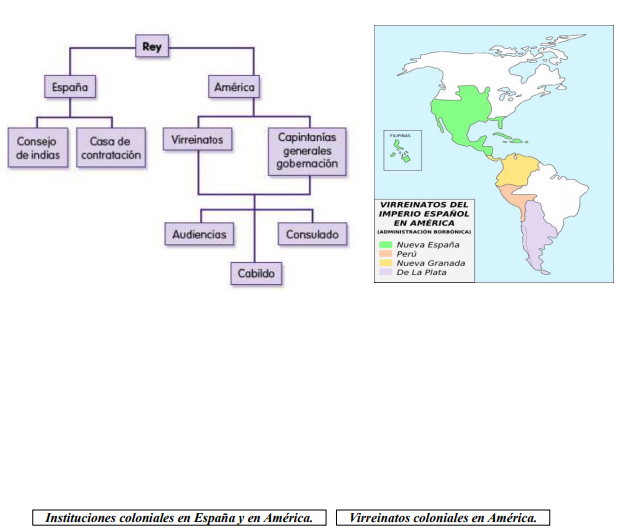 Rey
España
América
Consejo
de indias
Casa de
contratación
Virreinatos
Capintanías
generales
gobernación
Audiencias
Consulado
Cabildo
FILIPINAS
VIRREINATOS DEL
IMPERIO ESPAÑOL
EN AMÉRICA
(ADMINISTRACIÓN BORBÓNICA)
Nueva España
Perú
Nueva Granada
De La Plata
Instituciones coloniales en España y en América.
Virreinatos coloniales en América.